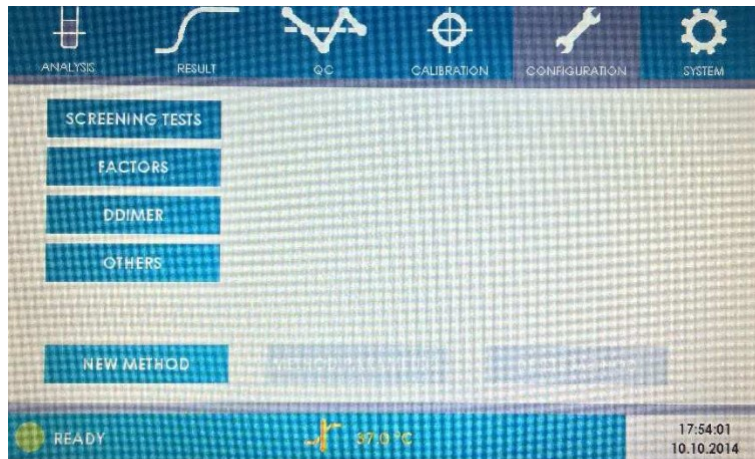 ANALYSIS RESULT QC CALIBRATION CONFIGURATION SYSTEM
SCREENING TESTS
FACTORS
DDIMER
OTHERS
NEW METHOD
READY 37.0 °C 17:54:01
10.10.2014